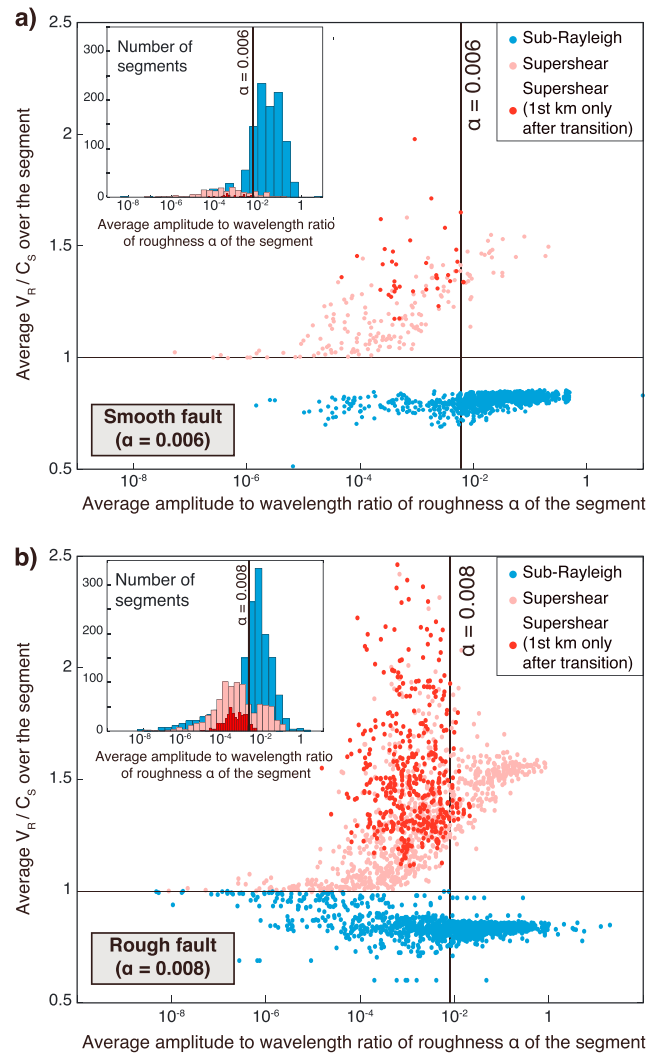 a)
2.5
2
1.5
1
0.5
Average V_R / C_S over the segment
Number of
segments
α = 0.006
300
200
100
0
10^-8
10^-6
10^-4
10^-2
1
Average amplitude to wavelength ratio
of roughness α of the segment
α = 0.006
Sub-Rayleigh
Supershear
Supershear
(1st km only
after transition)
Smooth fault
(α = 0.006)
10^-8
10^-6
10^-4
10^-2
1
Average amplitude to wavelength ratio of roughness α of the segment
b)
2.5
2
1.5
1
0.5
Average V_R / C_S over the segment
Number of
segments
α = 0.008
300
200
100
0
10^-8
10^-6
10^-4
10^-2
1
Average amplitude to wavelength ratio
of roughness α of the segment
α = 0.008
Sub-Rayleigh
Supershear
Supershear
(1st km only
after transition)
Rough fault
(α = 0.008)
10^-8
10^-6
10^-4
10^-2
1
Average amplitude to wavelength ratio of roughness α of the segment